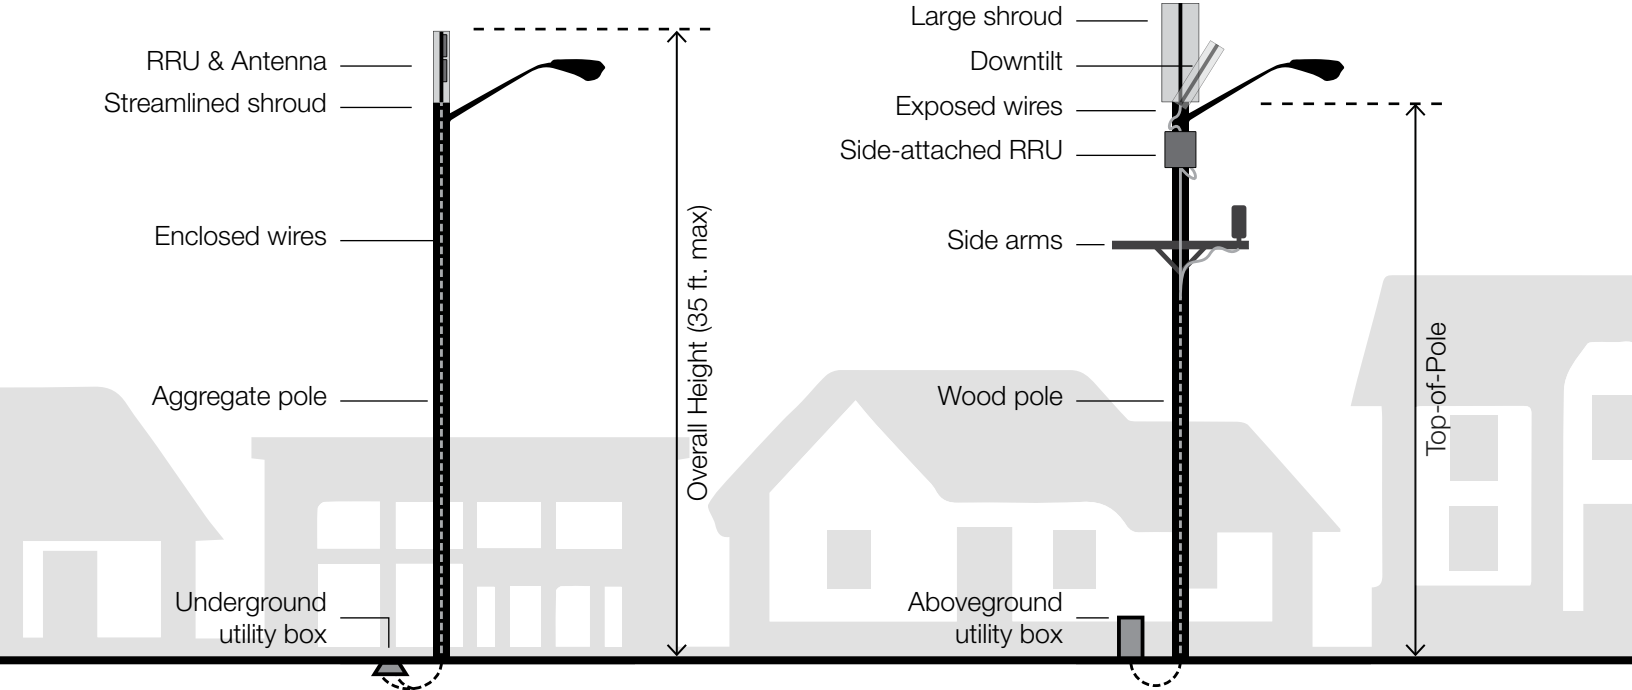 RRU & Antenna
Streamlined shroud
Enclosed wires
Aggregate pole
Underground
utility box
Overall Height (35 ft. max)
Large shroud
Downtilt
Exposed wires
Side-attached RRU
Side arms
Wood pole
Aboveground
utility box
Top-of-Pole